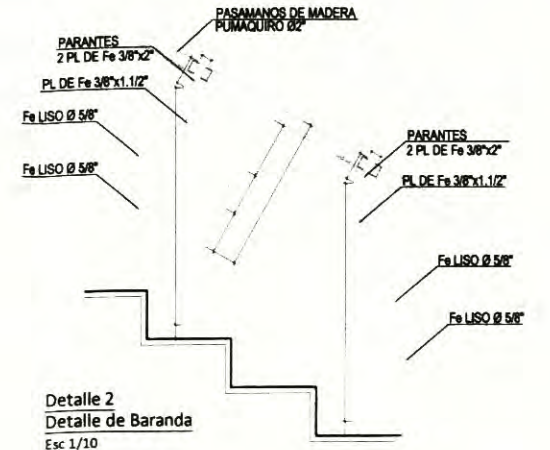 PASAMANOS DE MADERA
PUMAQUIRO Ø2"
PARANTES
2 PL DE Fe 3/8"x2"
PL DE Fe 3/8"x1.1/2"
Fe LISO Ø 5/8"
Fe LISO Ø 5/8"
PARANTES
2 PL DE Fe 3/8"x2"
PL DE Fe 3/8"x1.1/2"
Fe LISO Ø 5/8"
Fe LISO Ø 5/8"
Detalle 2
Detalle de Baranda
Esc 1/10